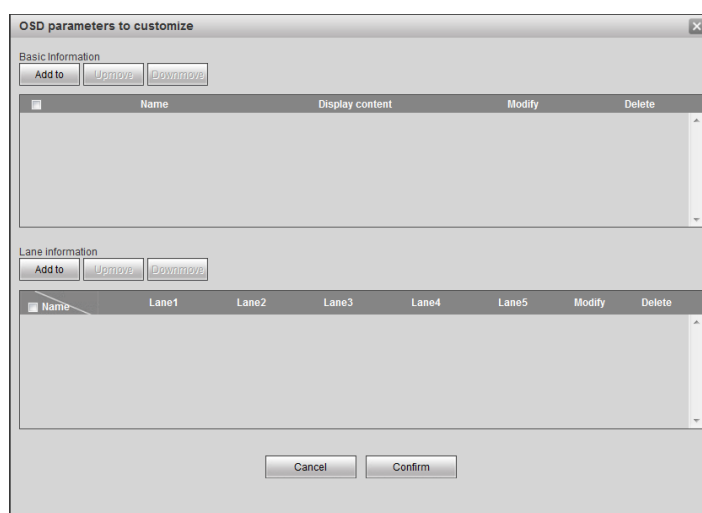 OSD parameters to customize
Basic Information
Add to Upmove Downmove
Name Display content Modify Delete
Lane information
Add to Upmove Downmove
Name Lane1 Lane2 Lane3 Lane4 Lane5 Modify Delete
Cancel Confirm